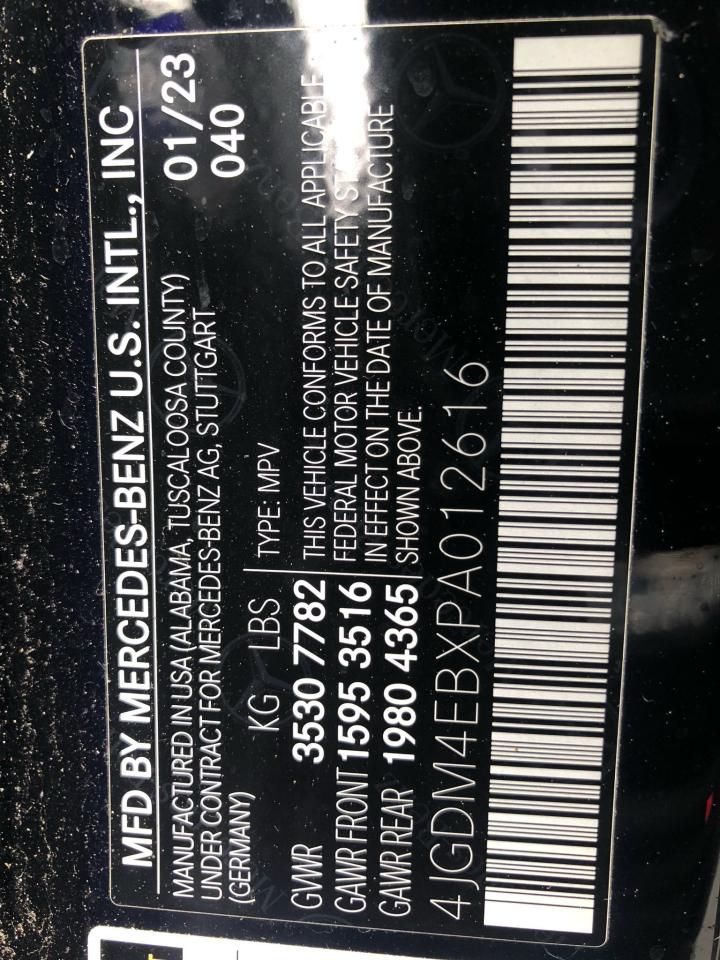 MFD BY MERCEDES-BENZ U.S. INTL., INC
MANUFACTURED IN USA (ALABAMA, TUSCALOOSA COUNTY) 01/23
UNDER CONTRACT FOR MERCEDES-BENZ AG, STUTTGART 040
(GERMANY)
KG LBS TYPE: MPV
GVWR 3530 7782 THIS VEHICLE CONFORMS TO ALL APPLICABLE
GAWR FRONT 1595 3516 FEDERAL MOTOR VEHICLE SAFETY
GAWR REAR 1980 4365 IN EFFECT ON THE DATE OF MANUFACTURE
SHOWN ABOVE.
4JGDM4EBXPA012616